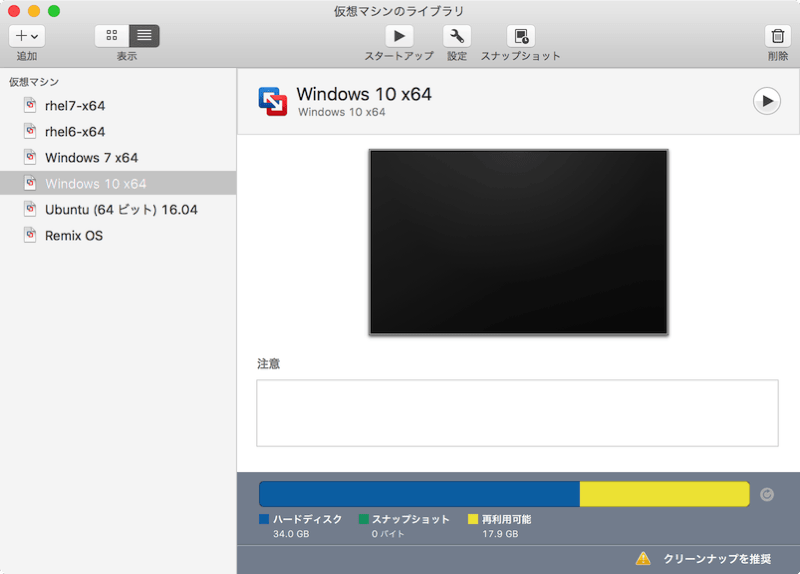 仮想マシンのライブラリ
追加
表示
スタートアップ
設定
スナップショット
削除
仮想マシン
rhel7-x64
rhel6-x64
Windows 7 x64
Windows 10 x64
Ubuntu (64 ビット) 16.04
Remix OS
Windows 10 x64
Windows 10 x64
注意
ハードディスク
34.0 GB
スナップショット
0 バイト
再利用可能
17.9 GB
クリーンナップを推奨